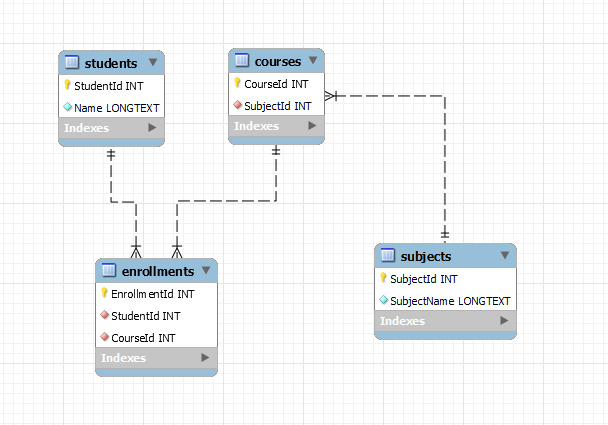 students
StudentId INT
Name LONGTEXT
Indexes
courses
CourseId INT
SubjectId INT
Indexes
enrollments
EnrollmentId INT
StudentId INT
CourseId INT
Indexes
subjects
SubjectId INT
SubjectName LONGTEXT
Indexes